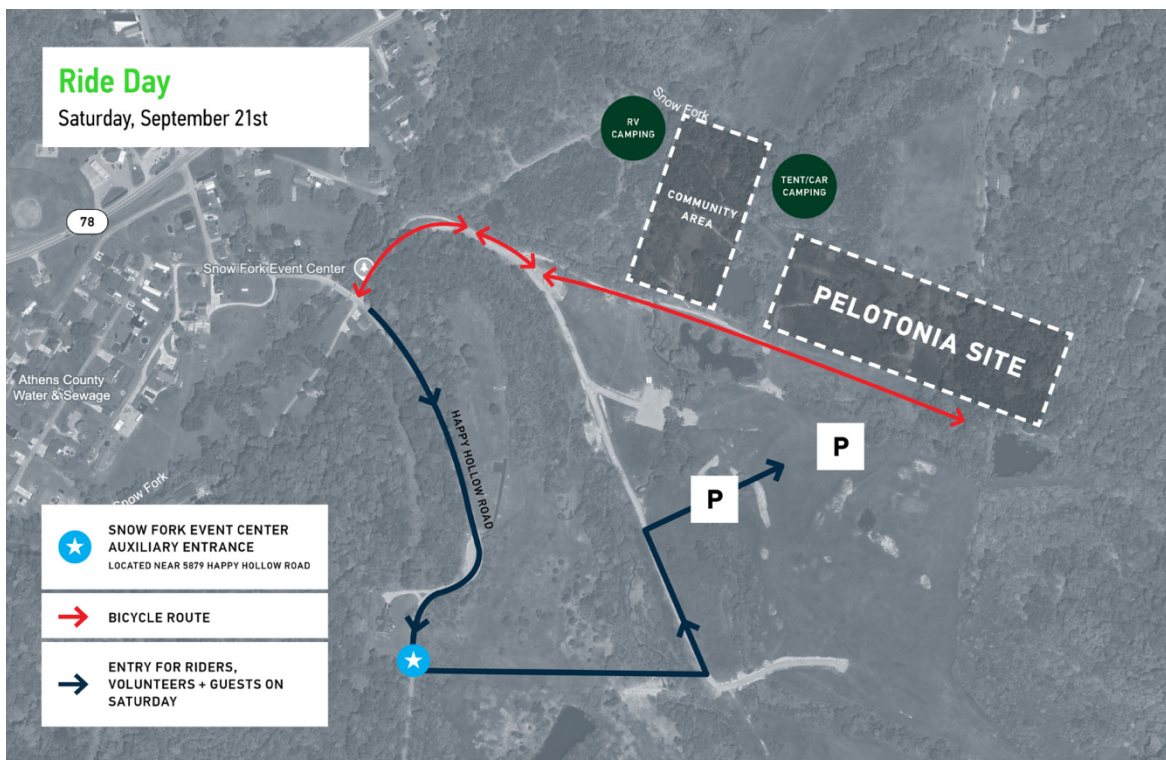 Ride Day
Saturday, September 21st
78
Snow Fork
RV
CAMPING
TENT/CAR
CAMPING
COMMUNITY
AREA
Snow Fork Event Center
PELOTONIA SITE
Athens County
Water & Sewage
HAPPY HOLLOW ROAD
P
P
Snow Fork
SNOW FORK EVENT CENTER
AUXILIARY ENTRANCE
LOCATED NEAR 5879 HAPPY HOLLOW ROAD
BICYCLE ROUTE
ENTRY FOR RIDERS,
VOLUNTEERS + GUESTS ON
SATURDAY